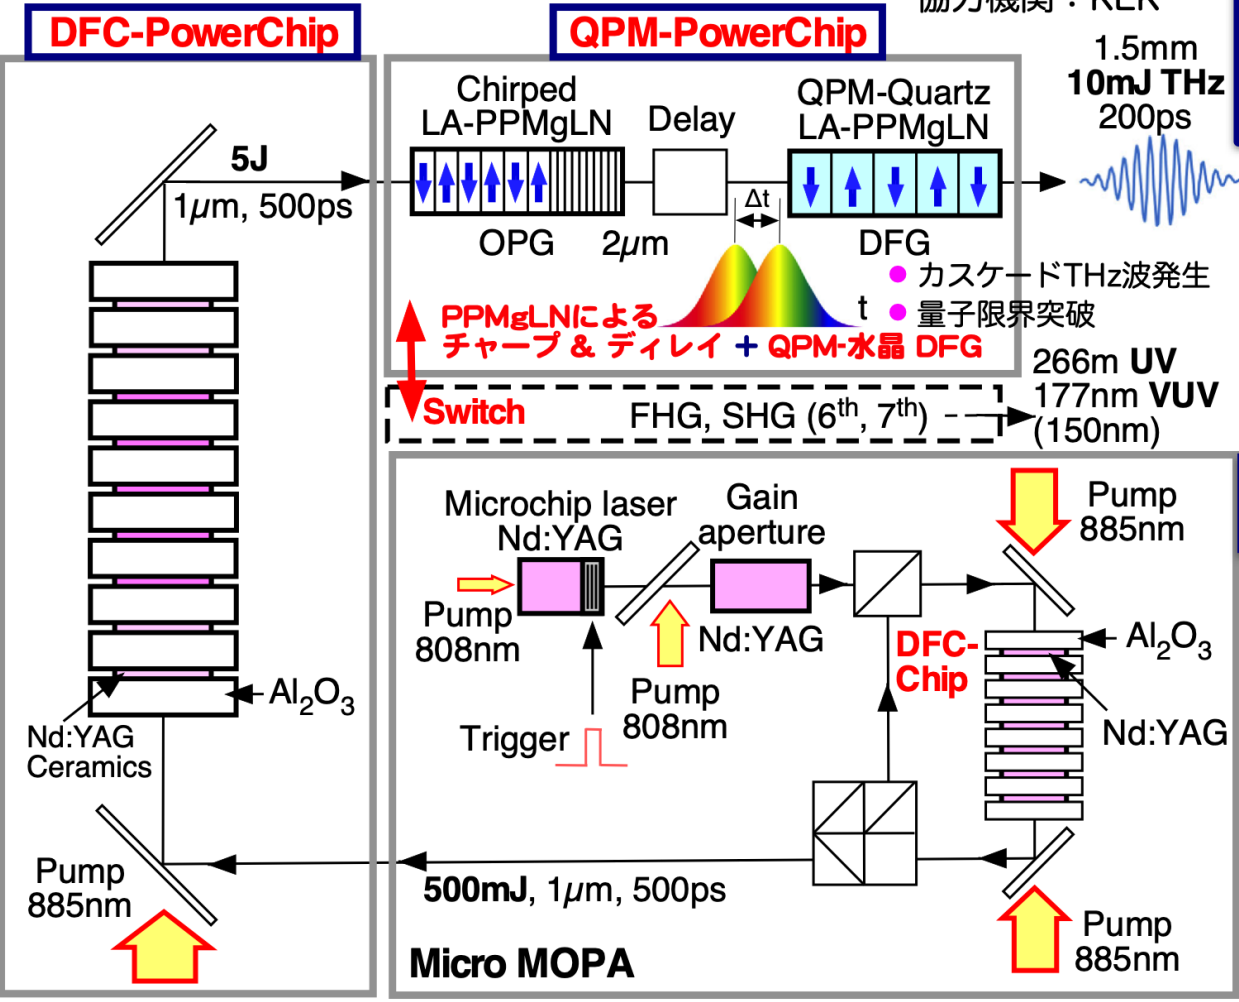 協力機関：KEK
DFC-PowerChip
QPM-PowerChip
1.5mm
10mJ THz
200ps
Chirped
LA-PPMgLN
Delay
QPM-Quartz
LA-PPMgLN
5J
1µm, 500ps
Δt
OPG
2µm
DFG
t
カスケードTHz波発生
量子限界突破
PPMgLNによる
チャープ & ディレイ + QPM-水晶 DFG
Switch
FHG, SHG (6th, 7th)
266m UV
177nm VUV
(150nm)
Microchip laser
Nd:YAG
Gain
aperture
Pump
885nm
Pump
808nm
Nd:YAG
Pump
808nm
Trigger
DFC-
Chip
Al2O3
Nd:YAG
Al2O3
Nd:YAG
Ceramics
Pump
885nm
500mJ, 1µm, 500ps
Pump
885nm
Micro MOPA